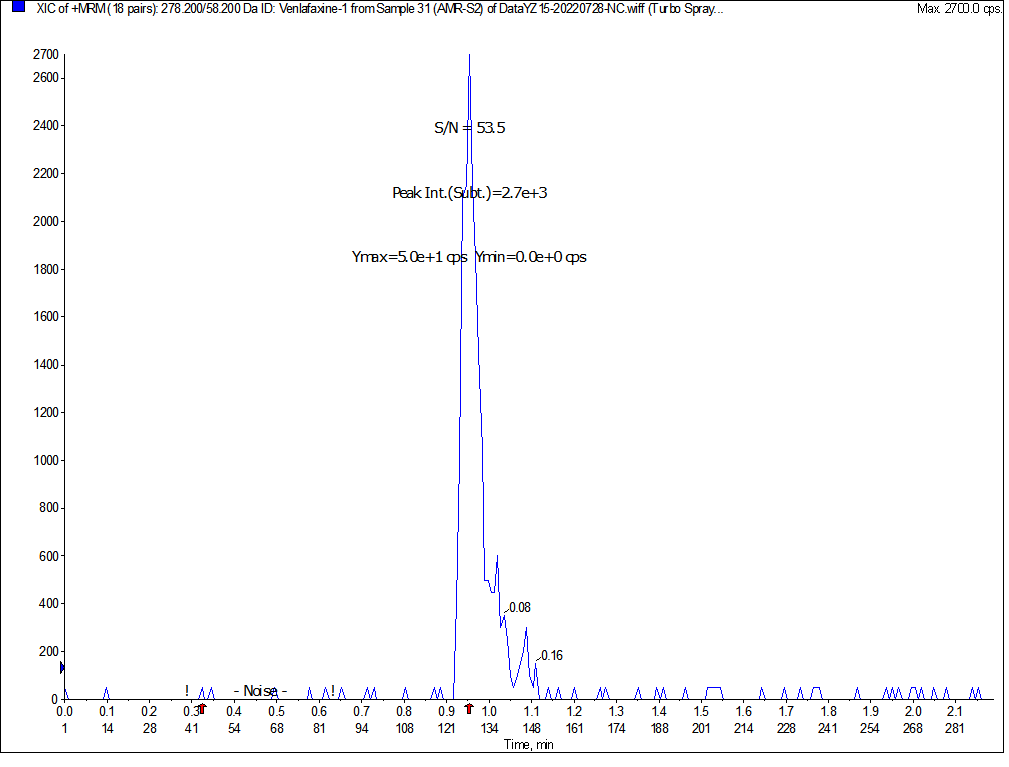 XIC of +MRM (18 pairs): 278.200/58.200 Da ID: Venlafaxine-1 from Sample 31 (AMR-S2) of DataYZ15-20220728-NC.wiff (Turbo Spray... Max. 2700.0 cps.
2700
2600
2400
S/N = 53.5
2200
Peak Int.(Subt.)=2.7e+3
2000
Ymax=5.0e+1 cps Ymin=0.0e+0 cps
1800
1600
1400
1200
1000
800
600
0.08
400
200
0.16
! - Noise - !
0
0.0 0.1 0.2 0.3 0.4 0.5 0.6 0.7 0.8 0.9 1.0 1.1 1.2 1.3 1.4 1.5 1.6 1.7 1.8 1.9 2.0 2.1
1 14 28 41 54 68 81 94 108 121 134 148 161 174 188 201 214 228 241 254 268 281
Time, min